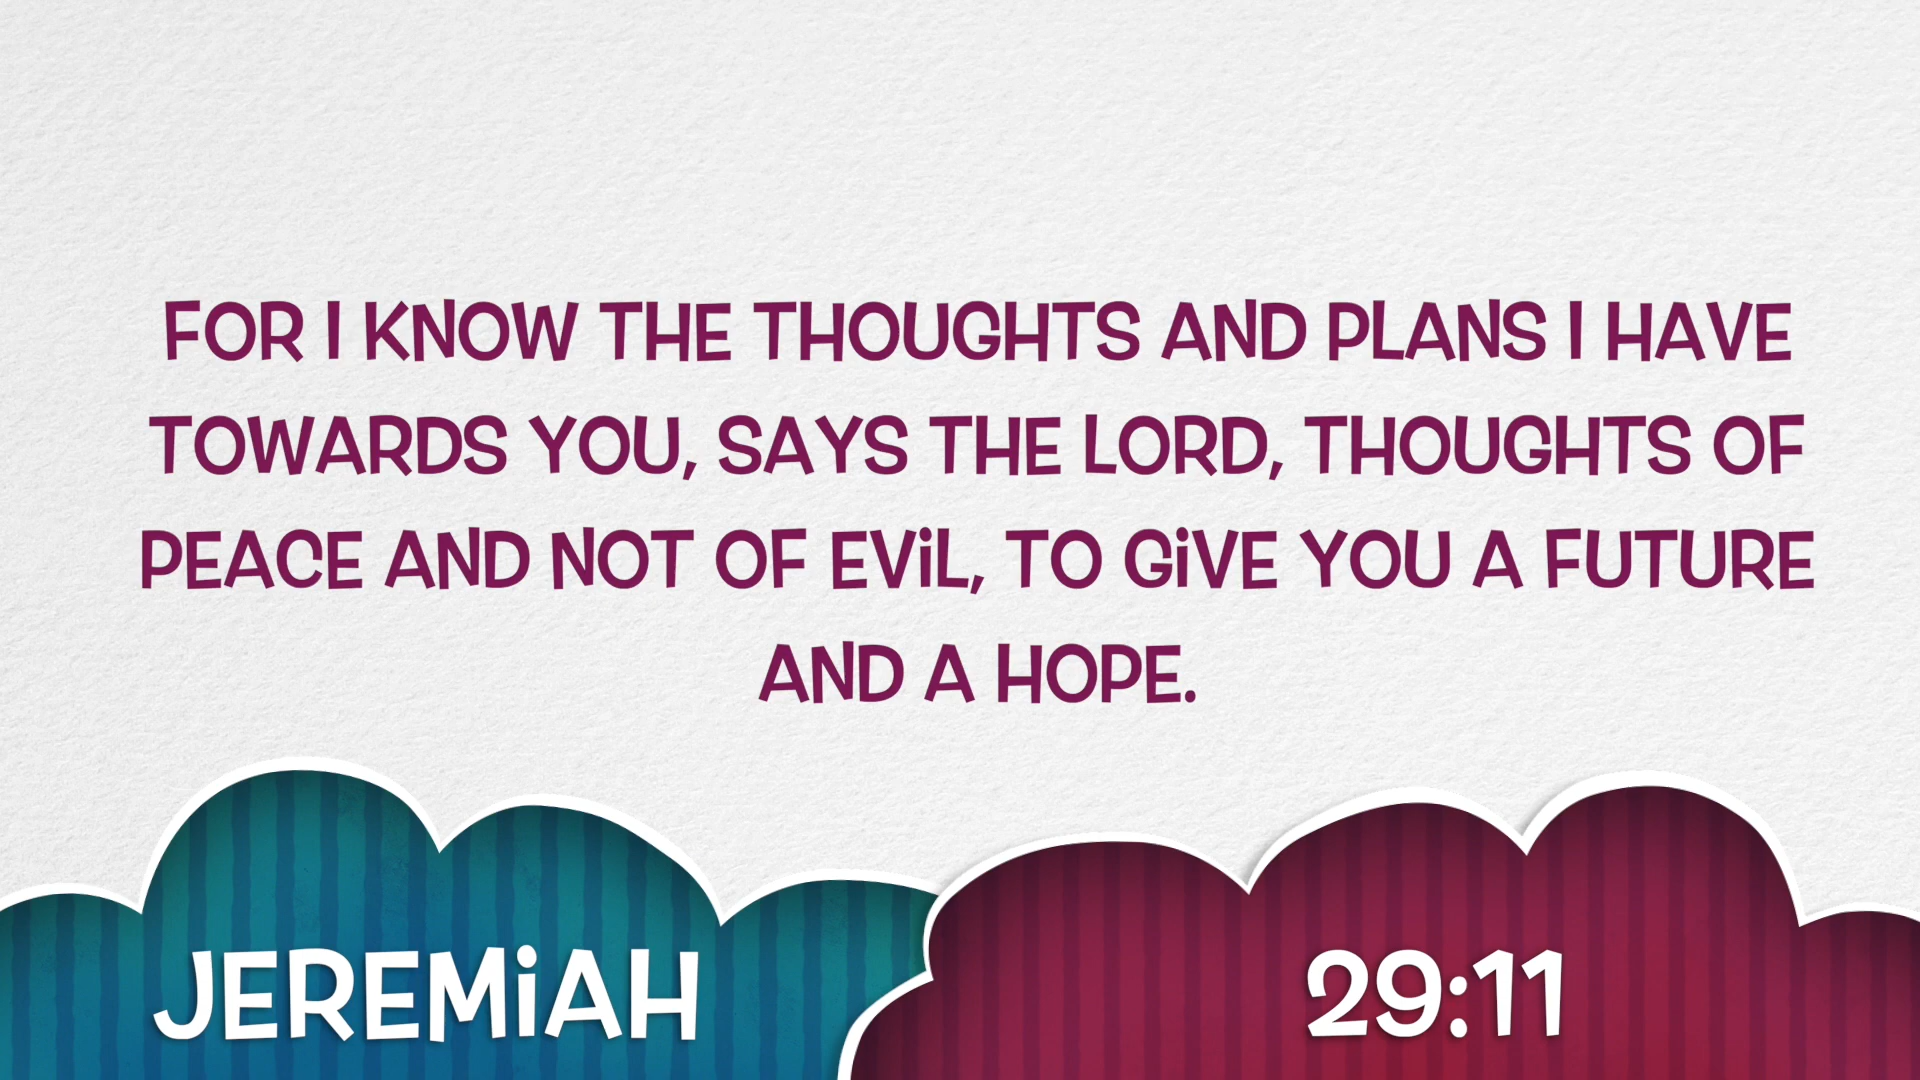 FOR I KNOW THE THOUGHTS AND PLANS I HAVE
TOWARDS YOU, SAYS THE LORD, THOUGHTS OF
PEACE AND NOT OF EViL, TO GiVE YOU A FUTURE
AND A HOPE.
JEREMiAH
29:11